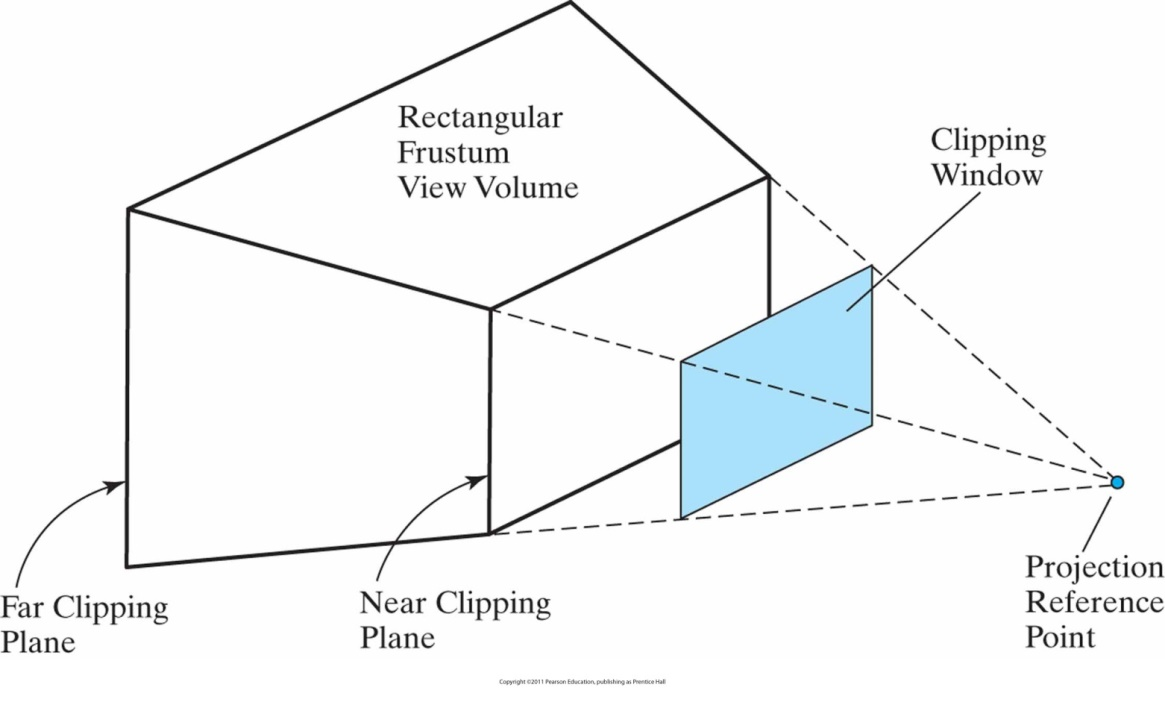 Rectangular
Frustum
View Volume
Clipping
Window
Far Clipping
Plane
Near Clipping
Plane
Projection
Reference
Point
Copyright ©2011 Pearson Education, publishing as Prentice Hall